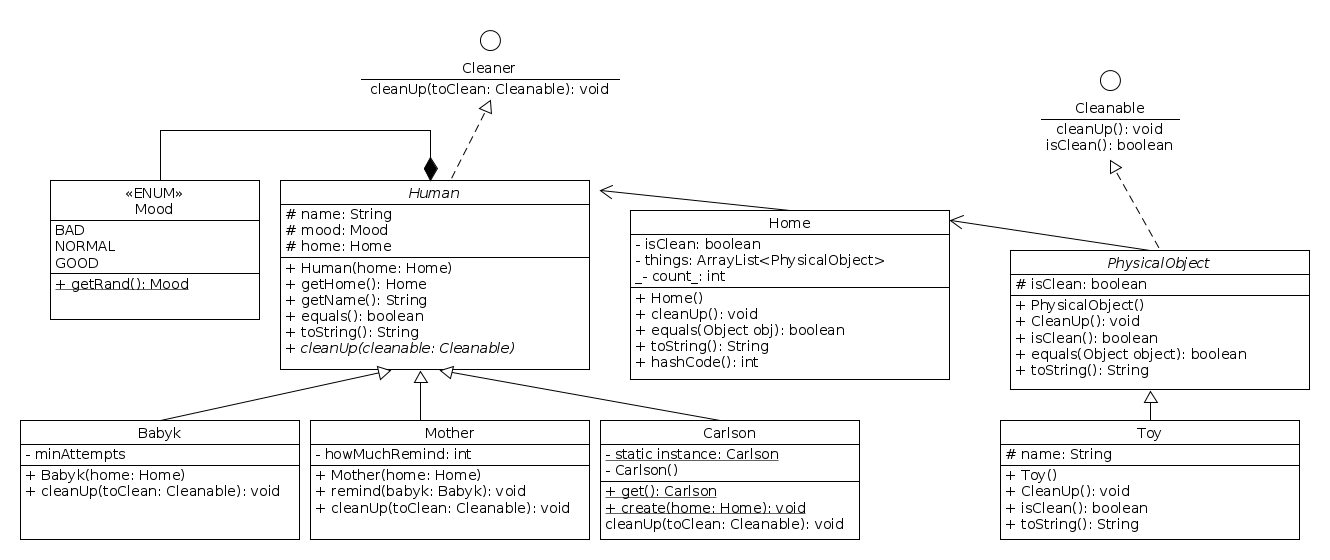 Cleaner
cleanUp(toClean: Cleanable): void
Cleanable
cleanUp(): void
isClean(): boolean
«ENUM»
Mood
BAD
NORMAL
GOOD
+ getRand(): Mood
Human
# name: String
# mood: Mood
# home: Home
+ Human(home: Home)
+ getHome(): Home
+ getName(): String
+ equals(): boolean
+ toString(): String
+ cleanUp(cleanable: Cleanable)
Home
- isClean: boolean
- things: ArrayList<PhysicalObject>
_- count_: int
+ Home()
+ cleanUp(): void
+ equals(Object obj): boolean
+ toString(): String
+ hashCode(): int
PhysicalObject
# isClean: boolean
+ PhysicalObject()
+ CleanUp(): void
+ isClean(): boolean
+ equals(Object object): boolean
+ toString(): String
Babyk
- minAttempts
+ Babyk(home: Home)
+ cleanUp(toClean: Cleanable): void
Mother
- howMuchRemind: int
+ Mother(home: Home)
+ remind(babyk: Babyk): void
+ cleanUp(toClean: Cleanable): void
Carlson
- static instance: Carlson
- Carlson()
+ get(): Carlson
+ create(home: Home): void
cleanUp(toClean: Cleanable): void
Toy
# name: String
+ Toy()
+ CleanUp(): void
+ isClean(): boolean
+ toString(): String